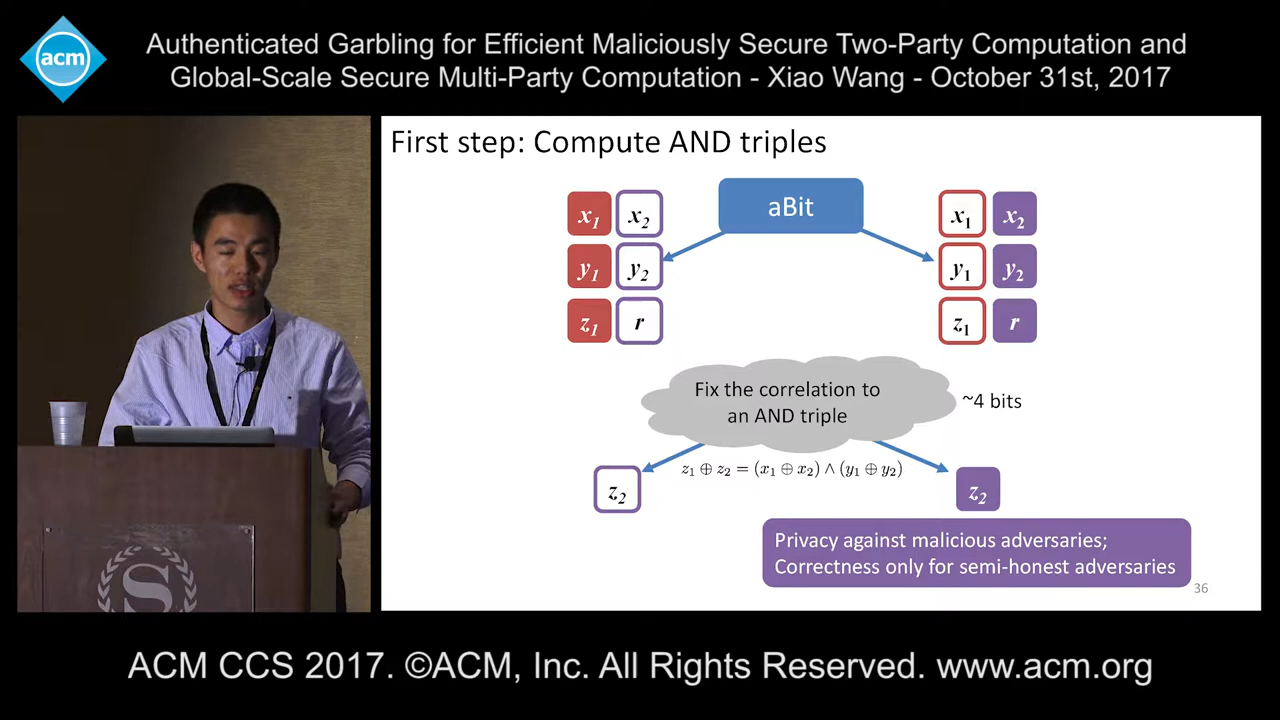 acm
Authenticated Garbling for Efficient Maliciously Secure Two-Party Computation and
Global-Scale Secure Multi-Party Computation - Xiao Wang - October 31st, 2017
First step: Compute AND triples
x₁ x₂ aBit x₁ x₂
y₁ y₂ y₁ y₂
z₁ r z₁ r
Fix the correlation to
an AND triple
~4 bits
z₁ ⊕ z₂ = (x₁ ⊕ x₂) ∧ (y₁ ⊕ y₂)
z₂ z₂
Privacy against malicious adversaries;
Correctness only for semi-honest adversaries
36
S
ACM CCS 2017. ©ACM, Inc. All Rights Reserved. www.acm.org